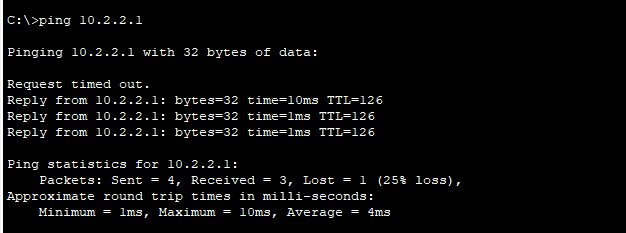 C:\>ping 10.2.2.1
Pinging 10.2.2.1 with 32 bytes of data:
Request timed out.
Reply from 10.2.2.1: bytes=32 time=10ms TTL=126
Reply from 10.2.2.1: bytes=32 time=1ms TTL=126
Reply from 10.2.2.1: bytes=32 time=1ms TTL=126
Ping statistics for 10.2.2.1:
    Packets: Sent = 4, Received = 3, Lost = 1 (25% loss),
Approximate round trip times in milli-seconds:
    Minimum = 1ms, Maximum = 10ms, Average = 4ms